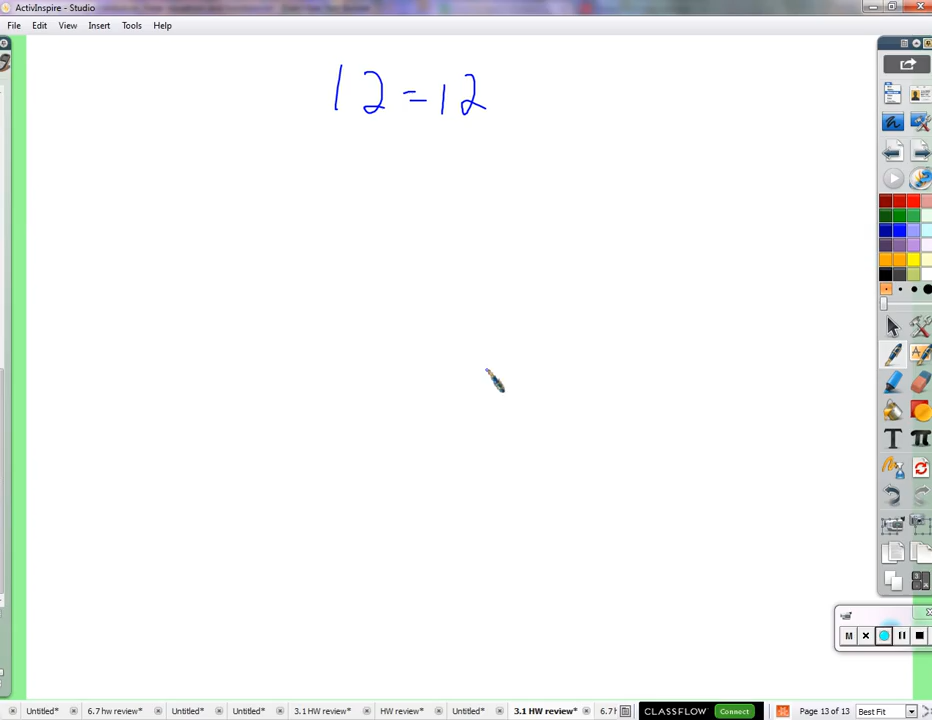 ActivInspire - Studio
File Edit View Insert Tools Help
12=12
M
Untitled* 6.7 hw review* Untitled* Untitled* 3.1 HW review* HW review* Untitled* 3.1 HW review* 6.7 CLASSFLOW Connect Page 13 of 13 Best Fit